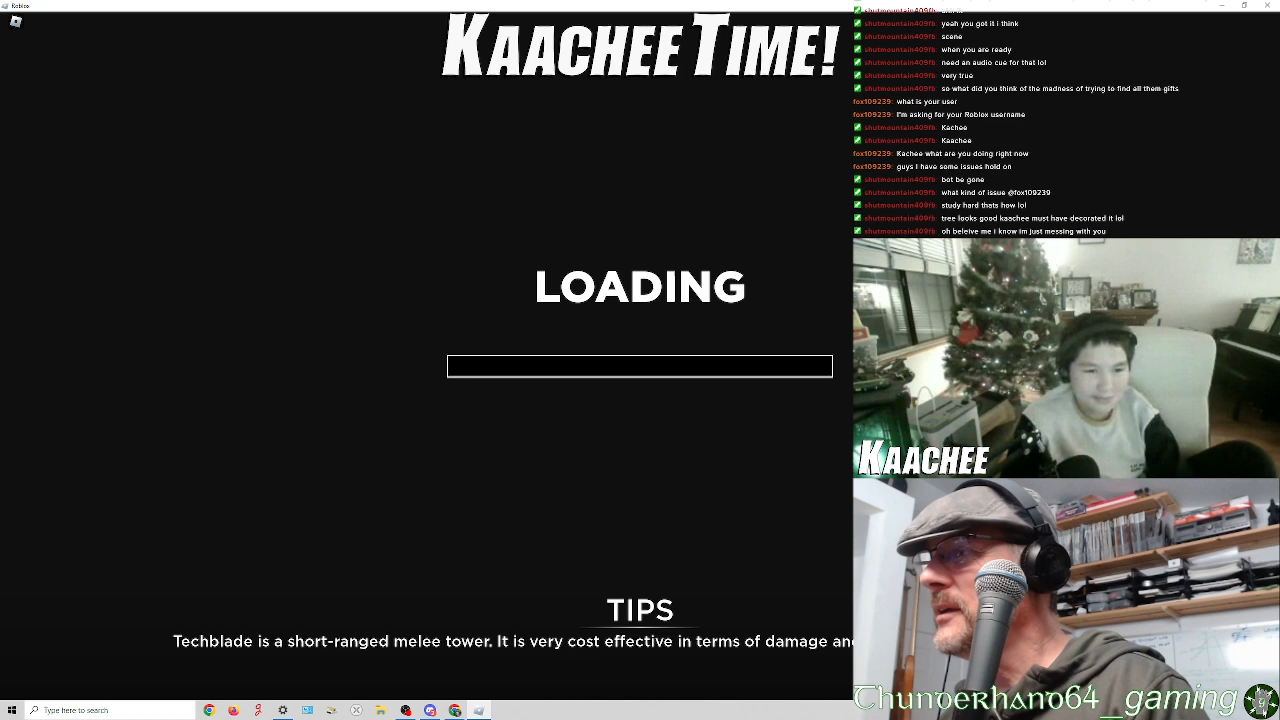 Roblox
KAACHEE TIME!
LOADING
TIPS
Techblade is a short-ranged melee tower. It is very cost effective in terms of damage an
Type here to search
shutmountain409fb:
shutmountain409fb: yeah you got it i think
shutmountain409fb: scene
shutmountain409fb: when you are ready
shutmountain409fb: need an audio cue for that lol
shutmountain409fb: very true
shutmountain409fb: so what did you think of the madness of trying to find all them gifts
fox109239: what is your user
fox109239: I'm asking for your Roblox username
shutmountain409fb: Kachee
shutmountain409fb: Kaachee
fox109239: Kachee what are you doing right now
fox109239: guys I have some issues hold on
shutmountain409fb: bot be gone
shutmountain409fb: what kind of issue @fox109239
shutmountain409fb: study hard thats how lol
shutmountain409fb: tree looks good kaachee must have decorated it lol
shutmountain409fb: oh beleive me i know im just messing with you
KAACHEE
Thunderhand64_gaming